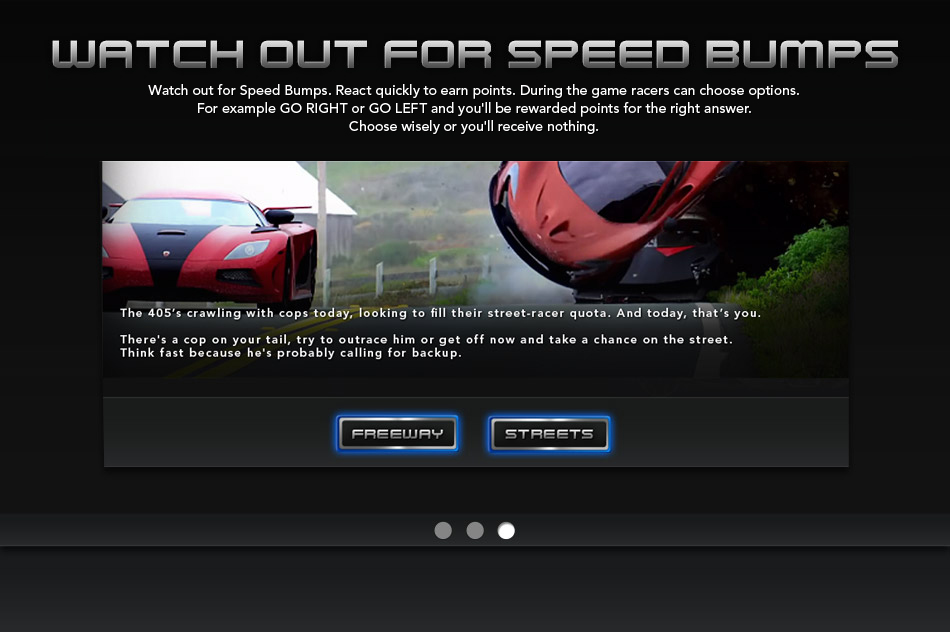 WATCH OUT FOR SPEED BUMPS
Watch out for Speed Bumps. React quickly to earn points. During the game racers can choose options.
For example GO RIGHT or GO LEFT and you'll be rewarded points for the right answer.
Choose wisely or you'll receive nothing.
The 405's crawling with cops today, looking to fill their street-racer quota. And today, that's you.
There's a cop on your tail, try to outrace him or get off now and take a chance on the street.
Think fast because he's probably calling for backup.
FREEWAY STREETS